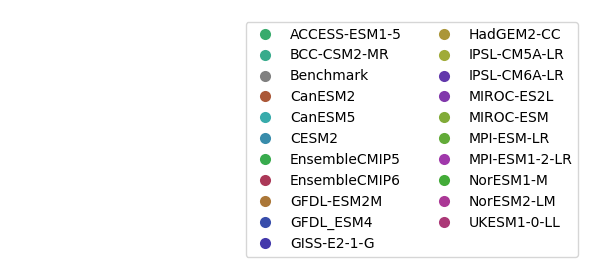 ACCESS-ESM1-5
BCC-CSM2-MR
Benchmark
CanESM2
CanESM5
CESM2
EnsembleCMIP5
EnsembleCMIP6
GFDL-ESM2M
GFDL_ESM4
GISS-E2-1-G
HadGEM2-CC
IPSL-CM5A-LR
IPSL-CM6A-LR
MIROC-ES2L
MIROC-ESM
MPI-ESM-LR
MPI-ESM1-2-LR
NorESM1-M
NorESM2-LM
UKESM1-0-LL